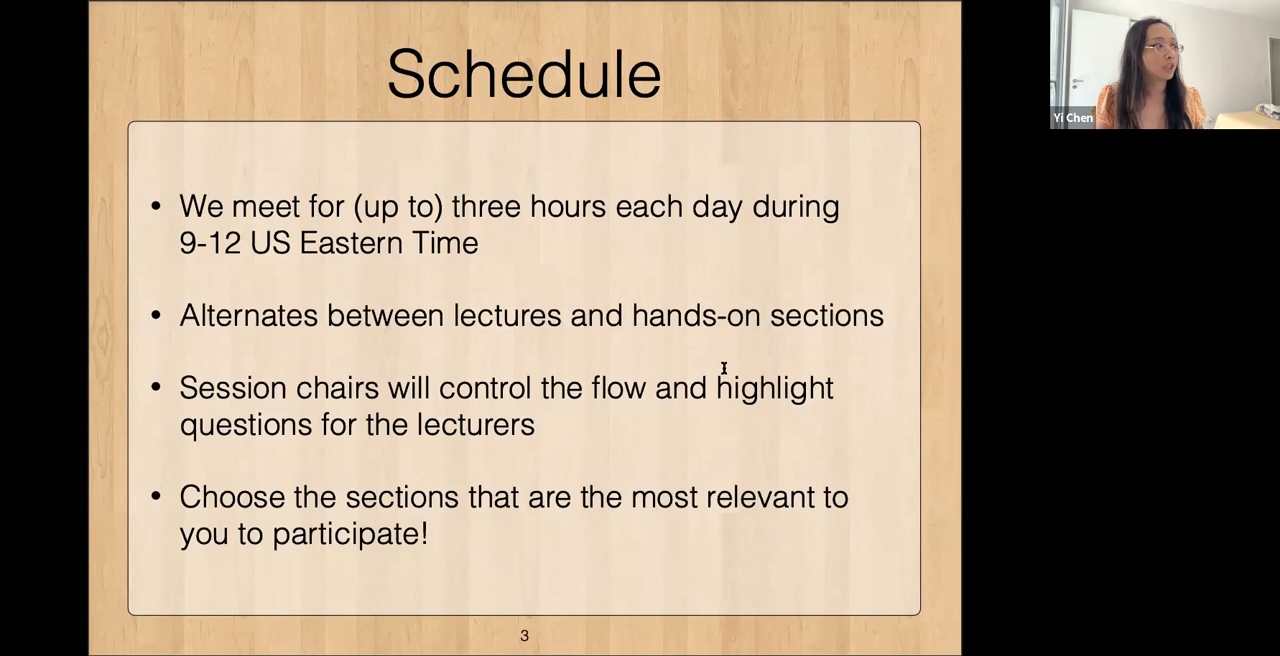 Schedule
• We meet for (up to) three hours each day during
9-12 US Eastern Time
• Alternates between lectures and hands-on sections
• Session chairs will control the flow and highlight
questions for the lecturers
• Choose the sections that are the most relevant to
you to participate!
3
Yi Chen